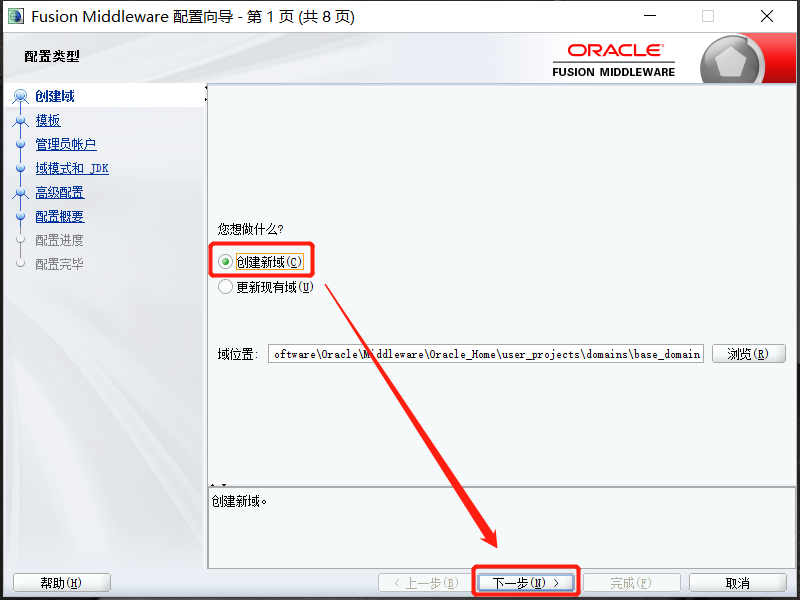 Fusion Middleware 配置向导 - 第 1 页 (共 8 页)
配置类型
ORACLE
FUSION MIDDLEWARE
创建域
模板
管理员帐户
域模式和 JDK
高级配置
配置概要
配置进度
配置完毕
您想做什么?
创建新域(C)
更新现有域(U)
域位置: oftware\Oracle\Middleware\Oracle_Home\user_projects\domains\base_domain 浏览(R)
创建新域。
帮助(H) < 上一步(B) 下一步(N) > 完成(F) 取消